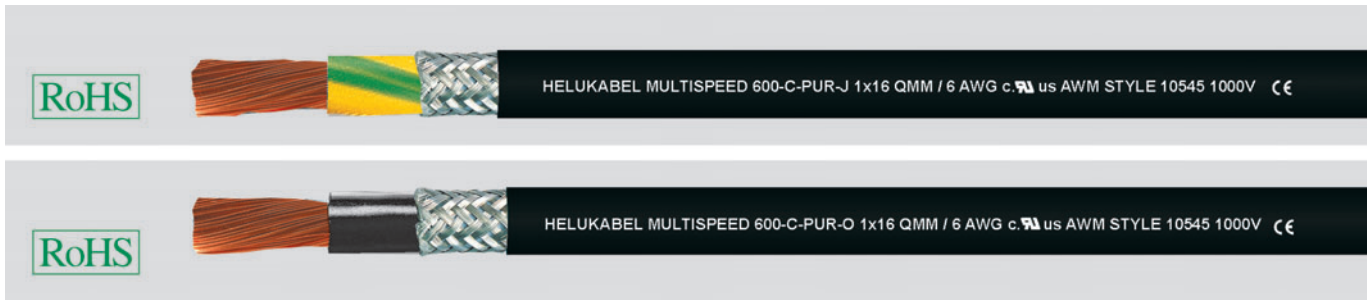 RoHS
HELUKABEL MULTISPEED 600-C-PUR-J 1x16 QMM / 6 AWG c.RU us AWM STYLE 10545 1000V CE
RoHS
HELUKABEL MULTISPEED 600-C-PUR-O 1x16 QMM / 6 AWG c.RU us AWM STYLE 10545 1000V CE